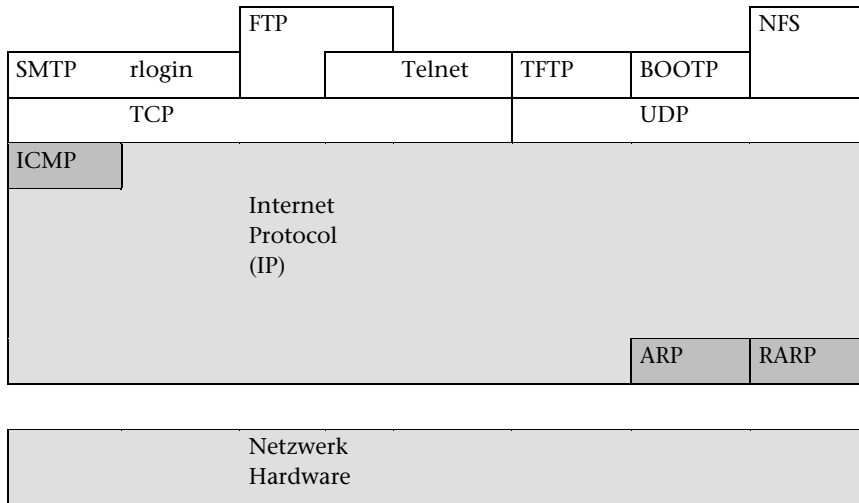 FTP NFS
SMTP rlogin Telnet TFTP BOOTP
TCP UDP
ICMP
Internet
Protocol
(IP)
ARP RARP
Netzwerk
Hardware